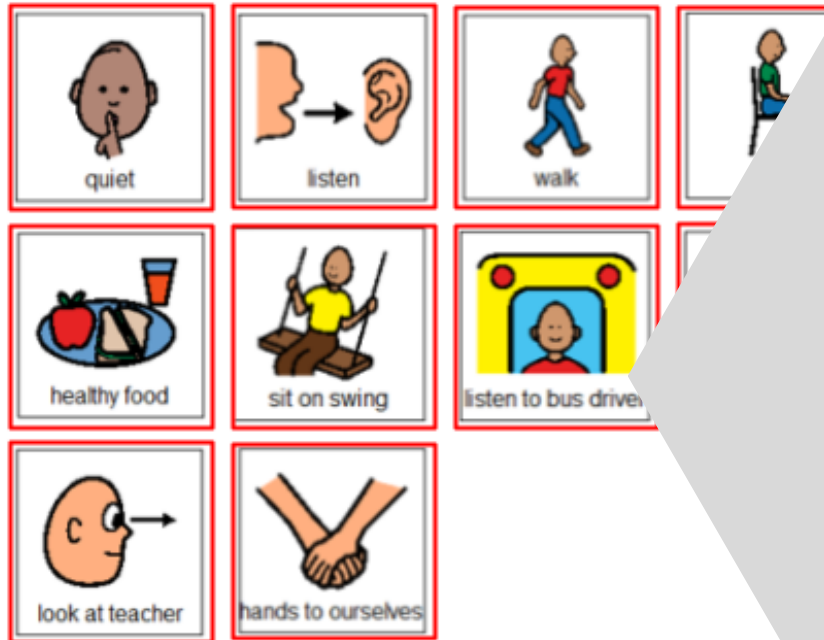 quiet
listen
walk
healthy food
sit on swing
listen to bus driver
look at teacher
hands to ourselves